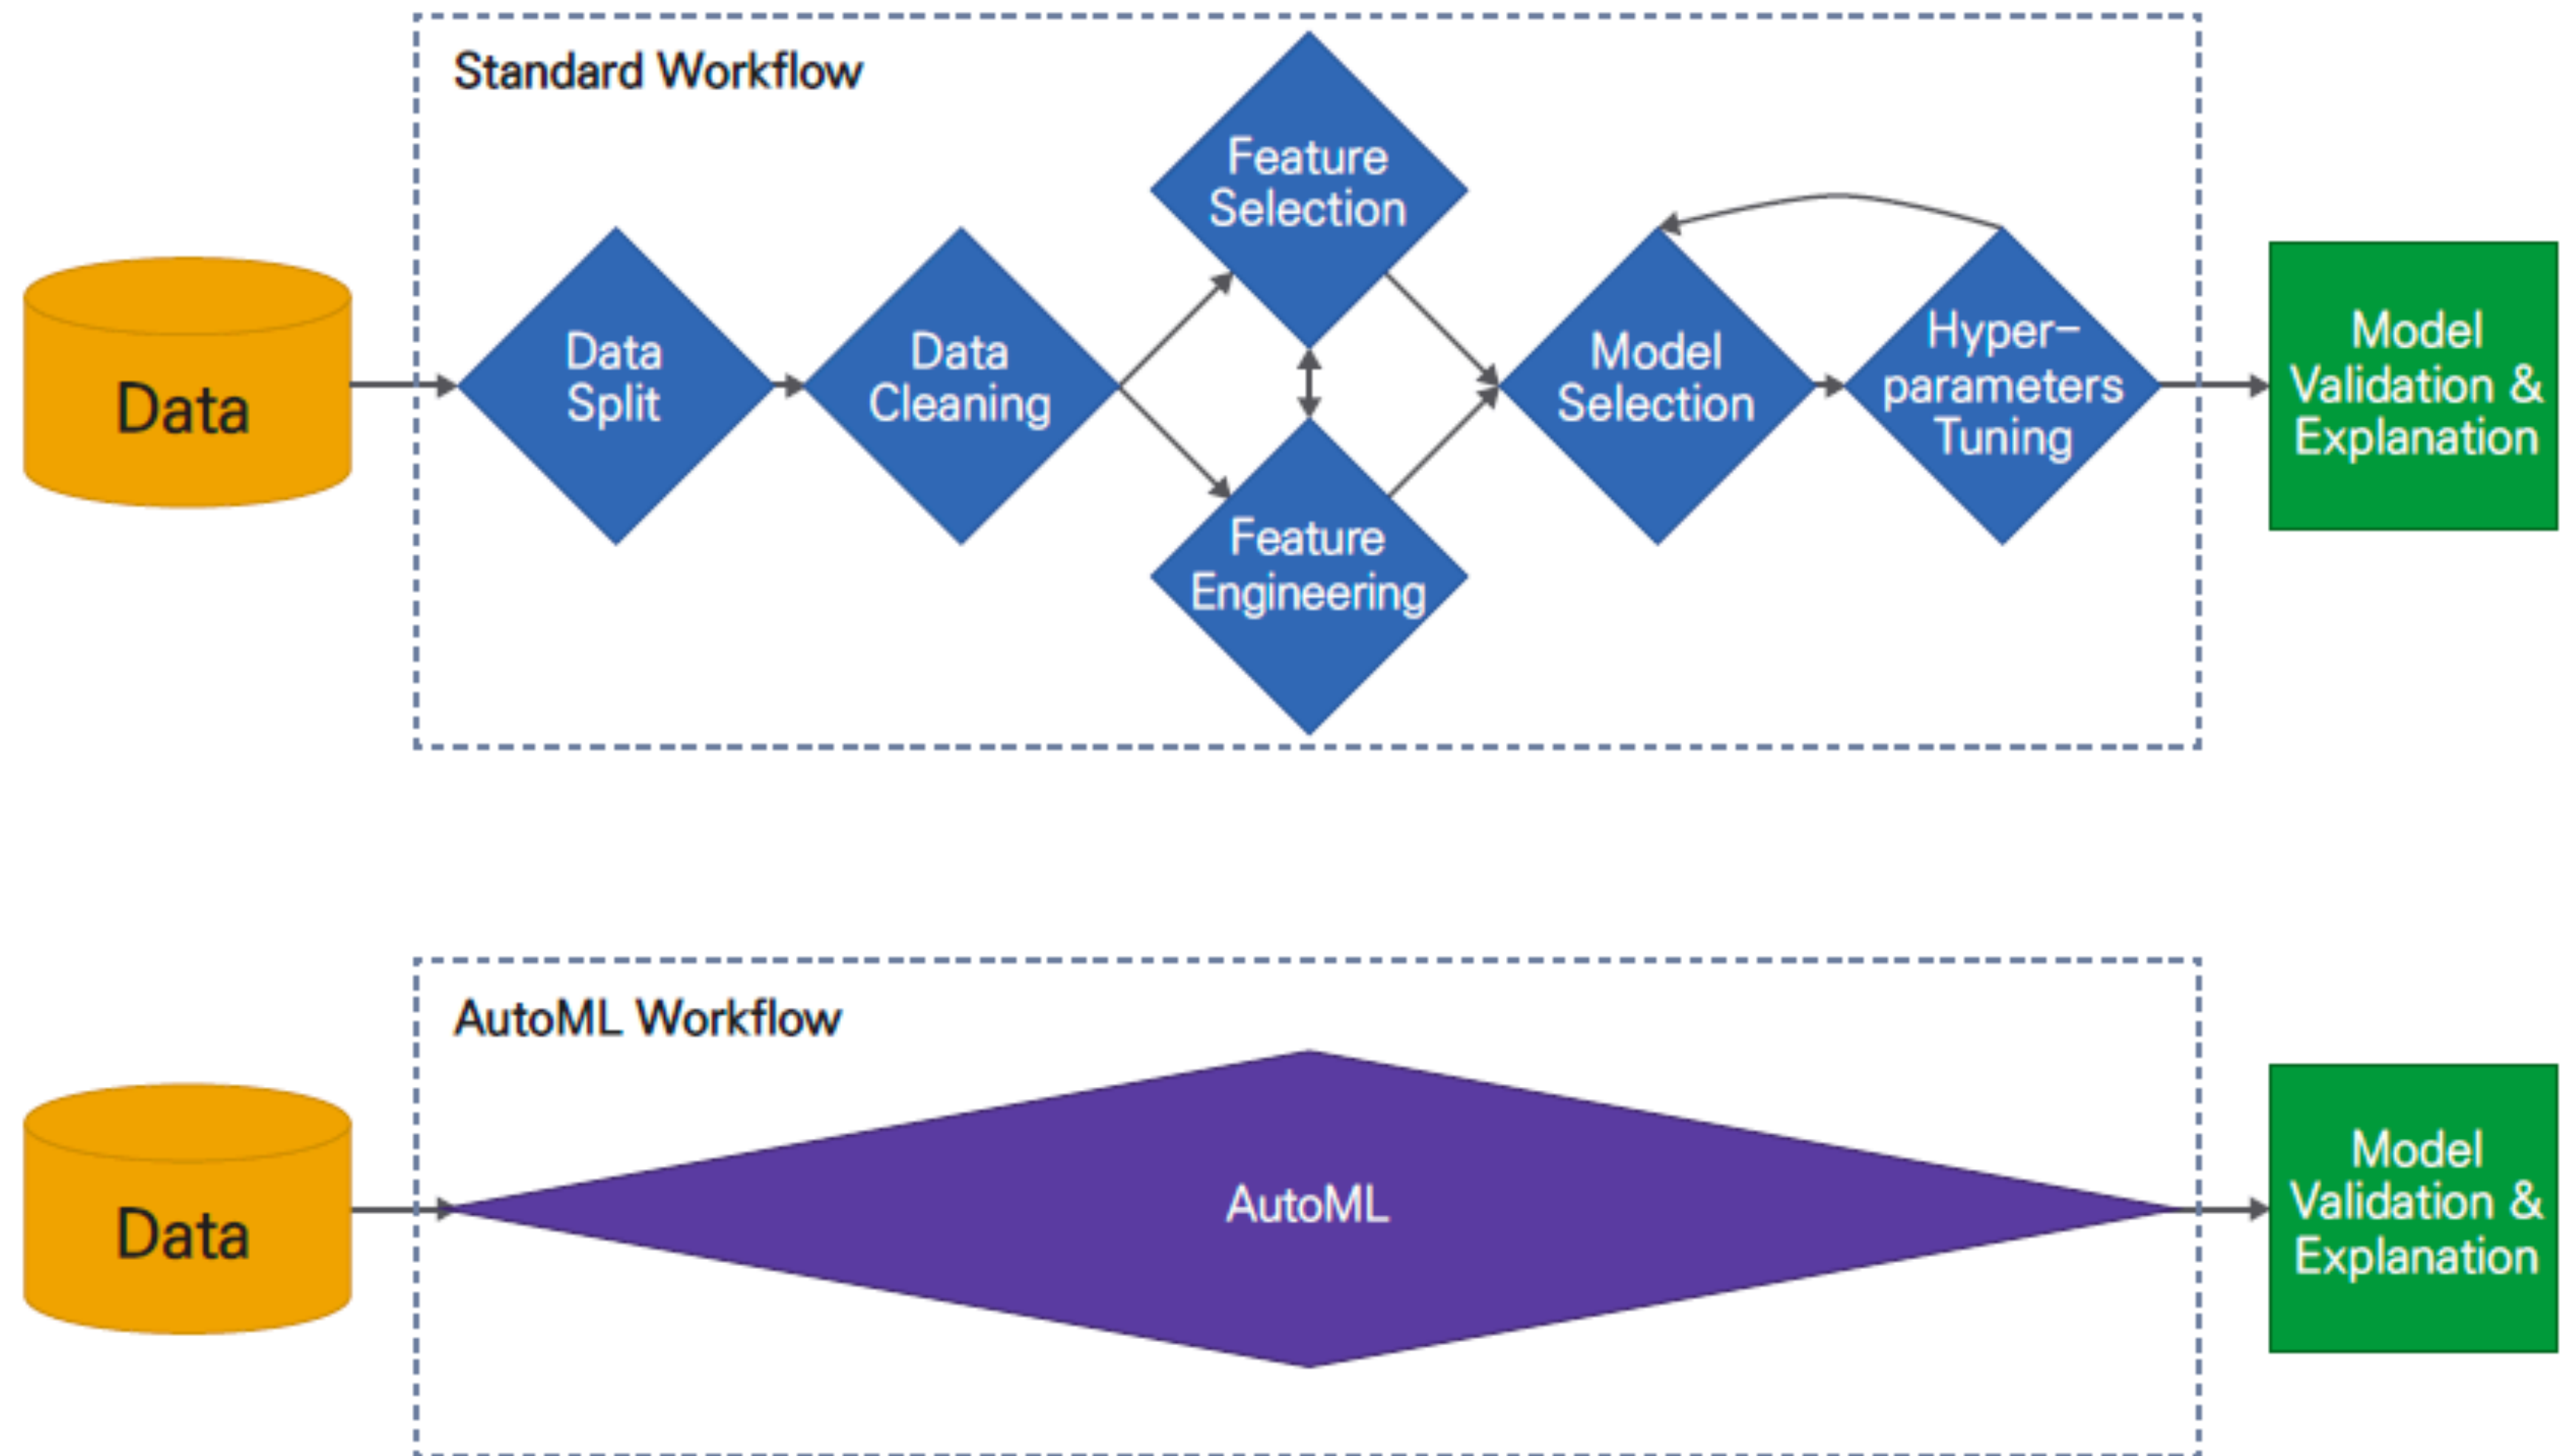 Standard Workflow
Data
Data
Split
Data
Cleaning
Feature
Selection
Feature
Engineering
Model
Selection
Hyper–
parameters
Tuning
Model
Validation &
Explanation
AutoML Workflow
Data
AutoML
Model
Validation &
Explanation